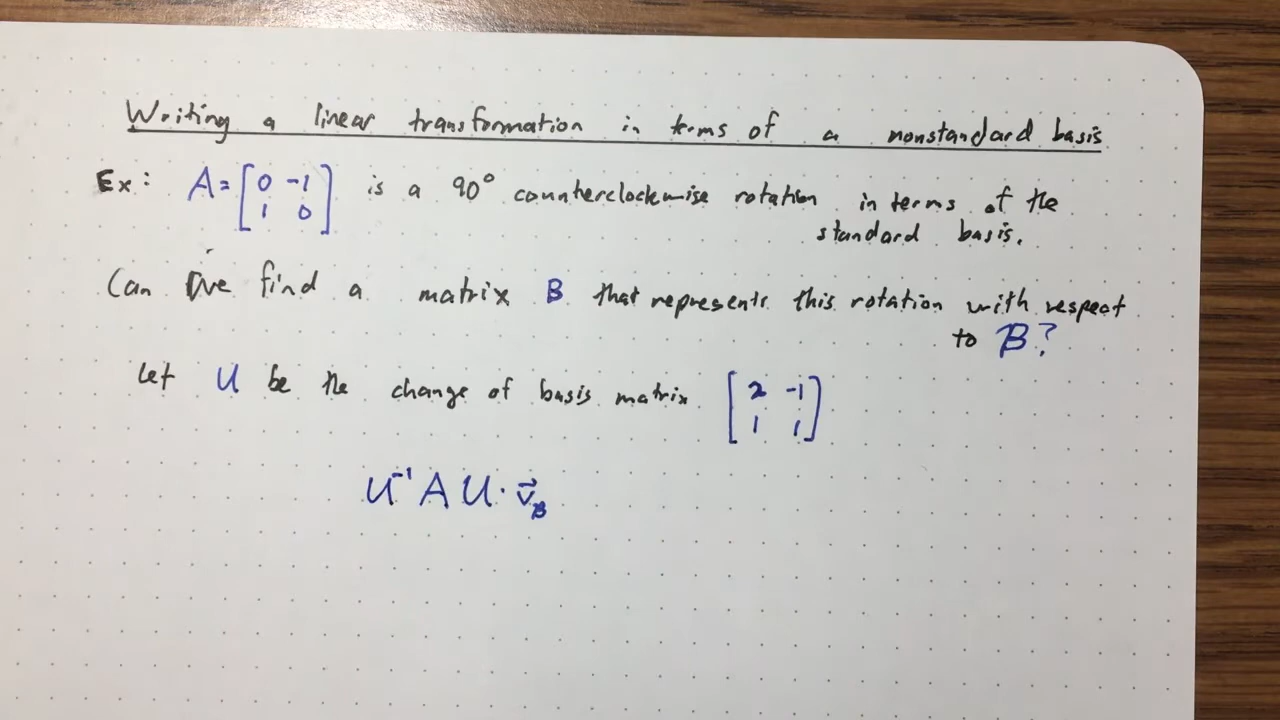 Writing a linear transformation in terms of a nonstandard basis
Ex: A = [0 -1 is a 90° counterclockwise rotation in terms of the
1 0] standard basis.
Can we find a matrix B that represents this rotation with respect
to B?
Let U be the change of basis matrix [2 -1
1 1]
U⁻¹ A U · v⃗_B